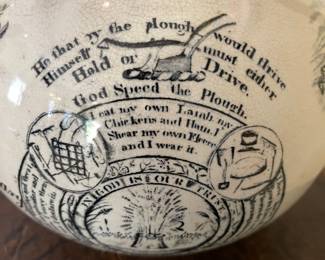 He that by the plough would thrive
Himself must either
Hold or Drive.
God Speed the Plough.
I eat my own Lamb my
Chickens and Ham. I
Shear my own Fleece
and I wear it.
IN GOD IS OUR TRUST